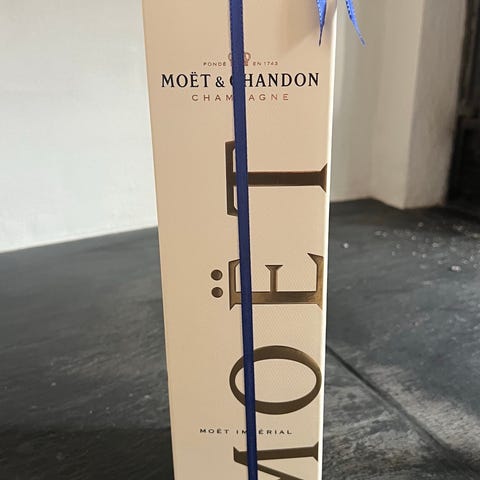 FONDÉ EN 1743
MOËT & CHANDON
CHAMPAGNE
MOËT
MOËT IMPÉRIAL